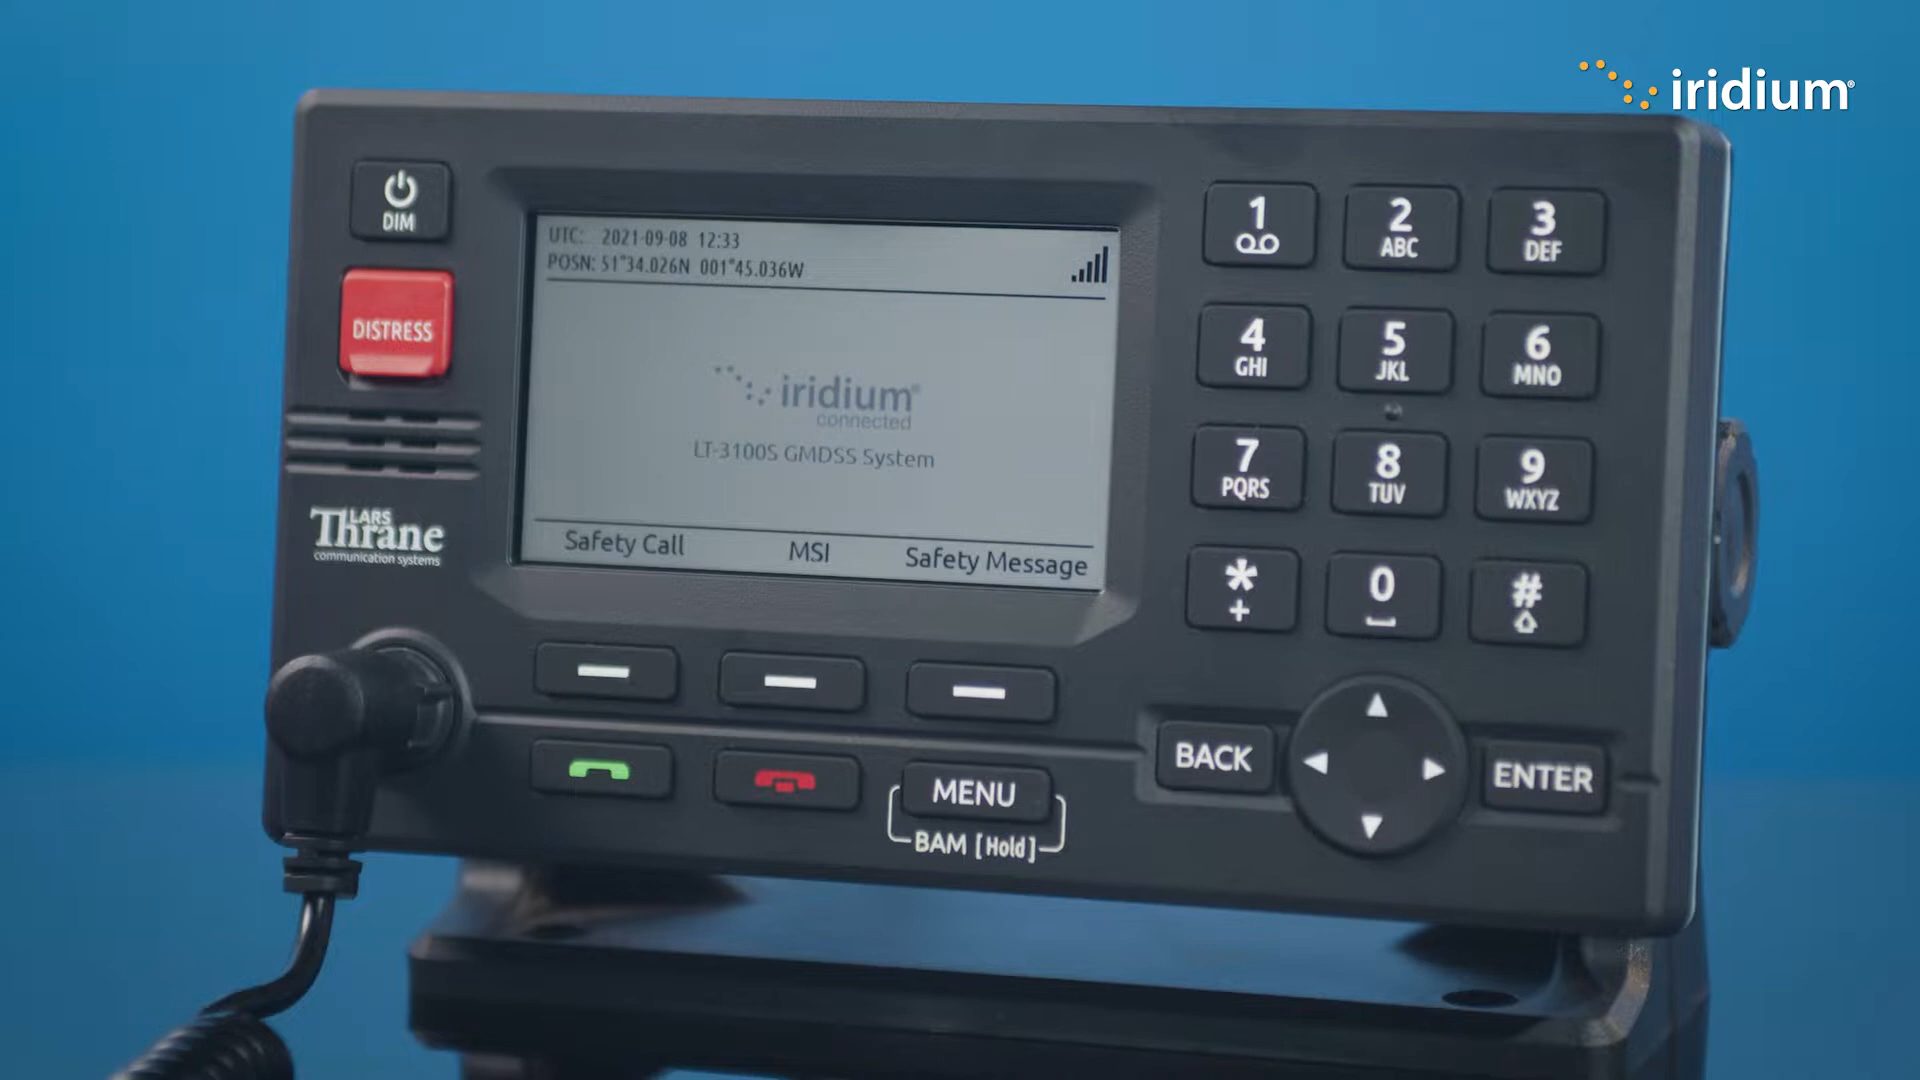 iridium®
DIM
DISTRESS
UTC: 2021-09-08 12:33
POSN: 51°34.026N 001°45.036W
iridium®
connected
LT-3100S GMDSS System
Safety Call MSI Safety Message
LARS
Thrane
communication systems
1
2 ABC
3 DEF
4 GHI
5 JKL
6 MNO
7 PQRS
8 TUV
9 WXYZ
* +
0
#
MENU
BAM [Hold]
BACK
ENTER